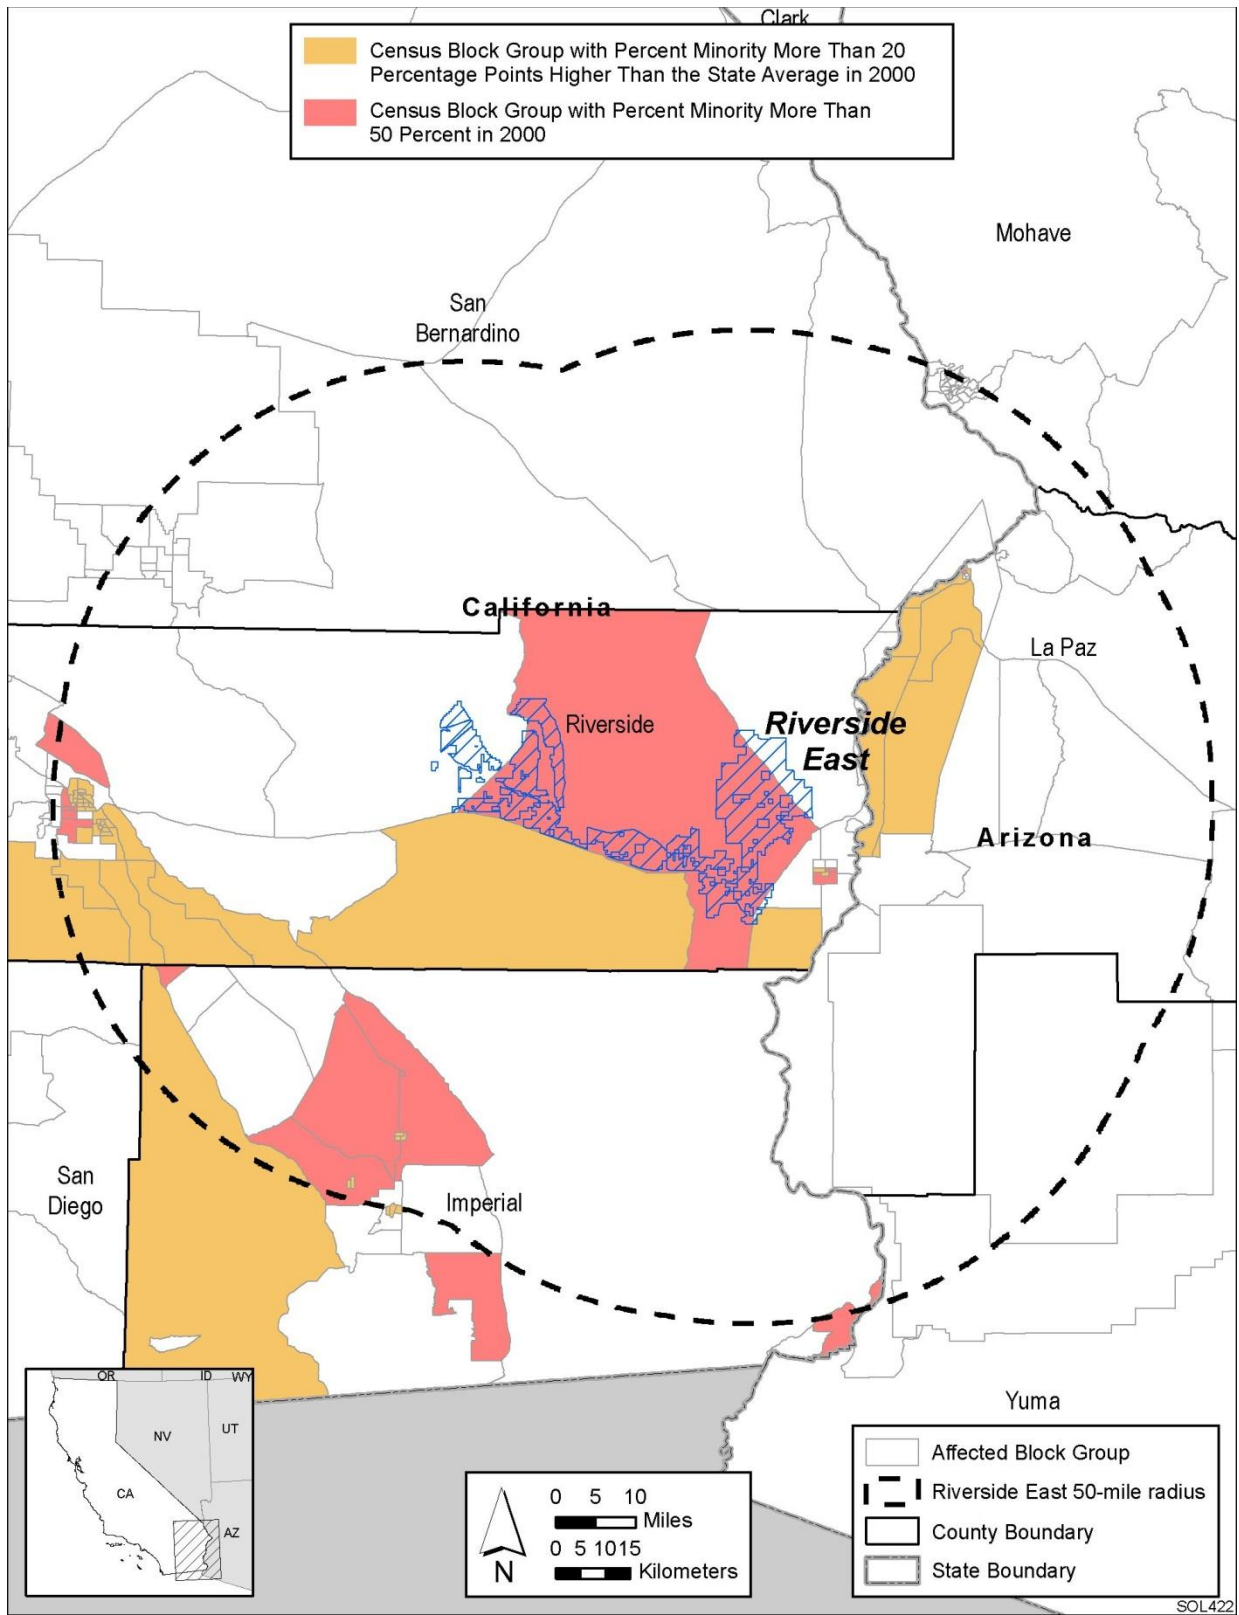 Clark
Census Block Group with Percent Minority More Than 20
Percentage Points Higher Than the State Average in 2000
Census Block Group with Percent Minority More Than
50 Percent in 2000
Mohave
San
Bernardino
California
La Paz
Riverside
Riverside
East
Arizona
San
Diego
Imperial
Yuma
OR
ID
WY
NV
UT
CA
AZ
N
0 5 10
Miles
0 5 10 15
Kilometers
Affected Block Group
Riverside East 50-mile radius
County Boundary
State Boundary
SOL422